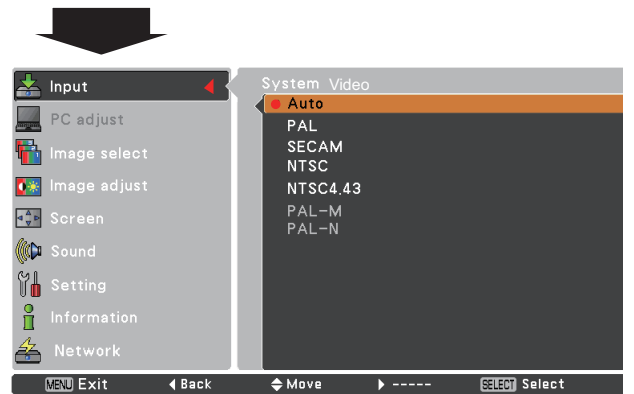 Input
PC adjust
Image select
Image adjust
Screen
Sound
Setting
Information
Network
System Video
Auto
PAL
SECAM
NTSC
NTSC4.43
PAL-M
PAL-N
MENU Exit Back Move ----- SELECT Select